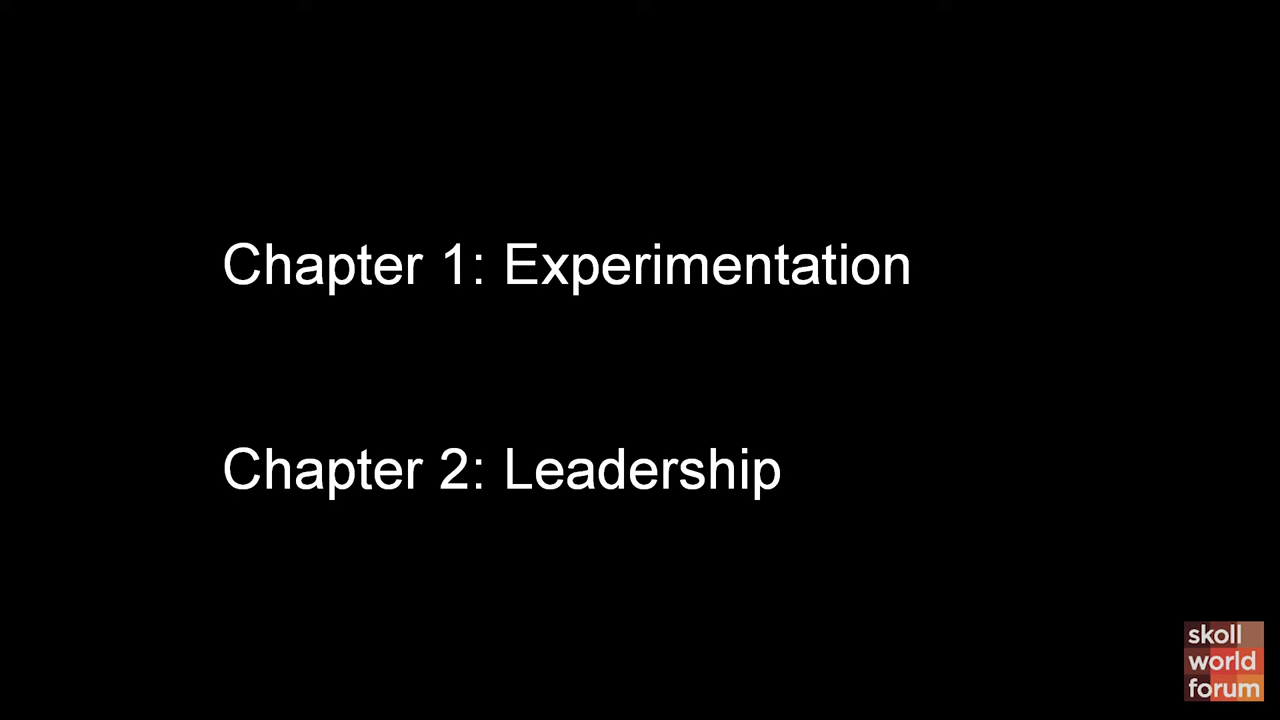 Chapter 1: Experimentation
Chapter 2: Leadership
skoll
world
forum